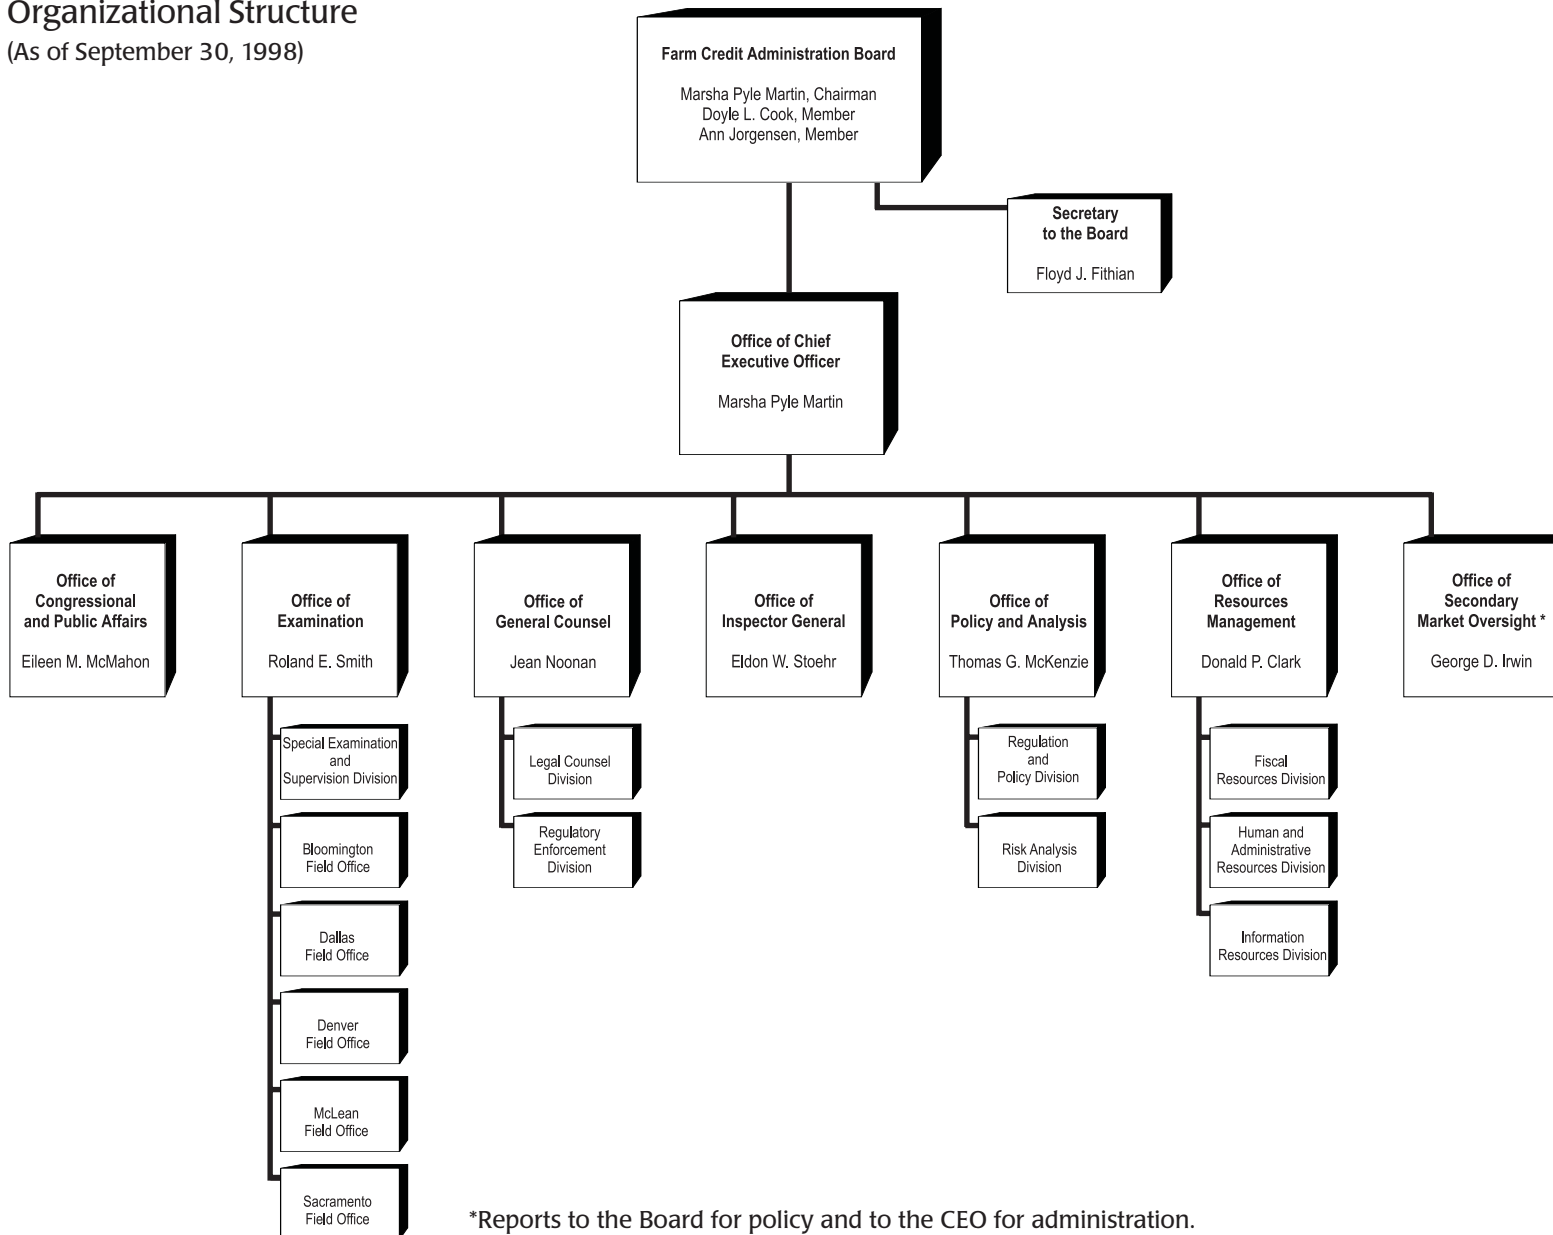 Organizational Structure
(As of September 30, 1998)
Farm Credit Administration Board
Marsha Pyle Martin, Chairman
Doyle L. Cook, Member
Ann Jorgensen, Member
Secretary
to the Board
Floyd J. Fithian
Office of Chief
Executive Officer
Marsha Pyle Martin
Office of
Congressional
and Public Affairs
Eileen M. McMahon
Office of
Examination
Roland E. Smith
Office of
General Counsel
Jean Noonan
Office of
Inspector General
Eldon W. Stoehr
Office of
Policy and Analysis
Thomas G. McKenzie
Office of
Resources
Management
Donald P. Clark
Office of
Secondary
Market Oversight *
George D. Irwin
Special Examination
and
Supervision Division
Bloomington
Field Office
Dallas
Field Office
Denver
Field Office
McLean
Field Office
Sacramento
Field Office
Legal Counsel
Division
Regulatory
Enforcement
Division
Regulation
and
Policy Division
Risk Analysis
Division
Fiscal
Resources Division
Human and
Administrative
Resources Division
Information
Resources Division
*Reports to the Board for policy and to the CEO for administration.